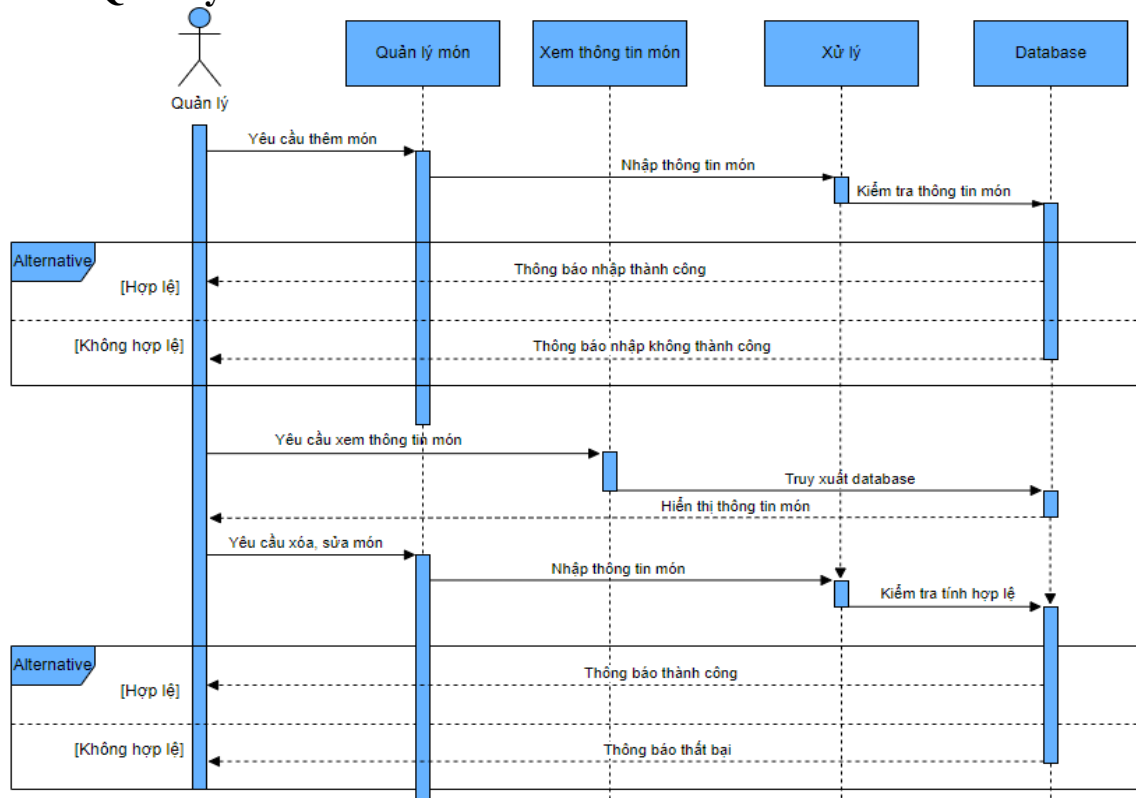 Quản lý món
Xem thông tin món
Xử lý
Database
Quản lý
Yêu cầu thêm món
Nhập thông tin món
Kiểm tra thông tin món
Alternative
Thông báo nhập thành công
[Hợp lệ]
[Không hợp lệ]
Thông báo nhập không thành công
Yêu cầu xem thông tin món
Truy xuất database
Hiển thị thông tin món
Yêu cầu xóa, sửa món
Nhập thông tin món
Kiểm tra tính hợp lệ
Alternative
Thông báo thành công
[Hợp lệ]
[Không hợp lệ]
Thông báo thất bại